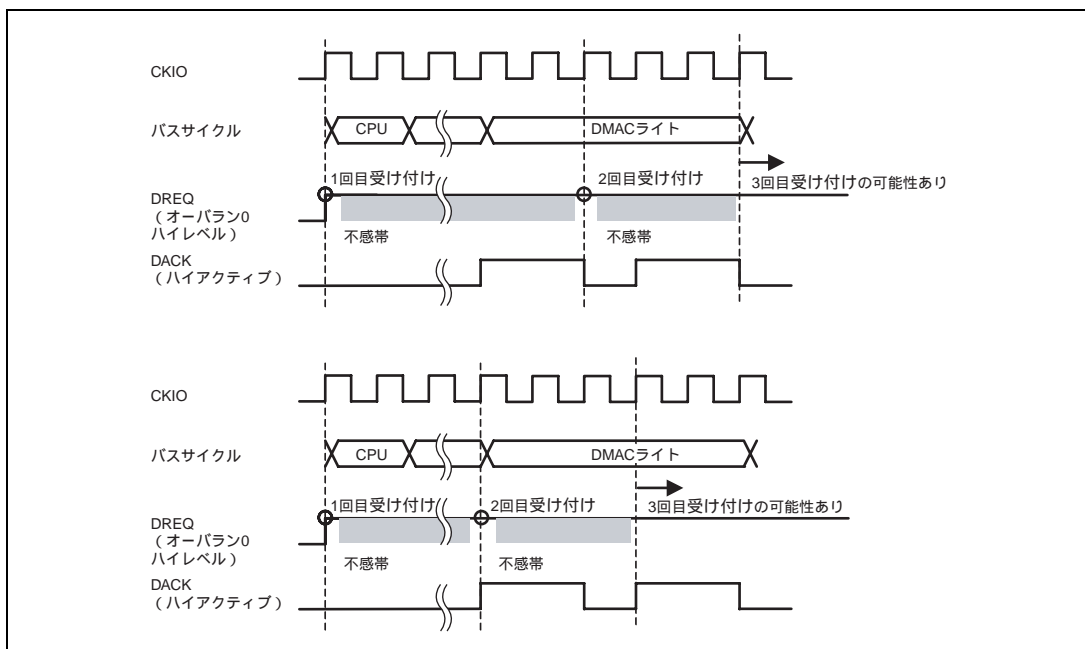 CKIO
バスサイクル
CPU
DMACライト
1回目受け付け
2回目受け付け
3回目受け付けの可能性あり
DREQ
(オーバラン0
ハイレベル)
不感帯
不感帯
DACK
(ハイアクティブ)
CKIO
バスサイクル
CPU
DMACライト
1回目受け付け
2回目受け付け
3回目受け付けの可能性あり
DREQ
(オーバラン0
ハイレベル)
不感帯
不感帯
DACK
(ハイアクティブ)